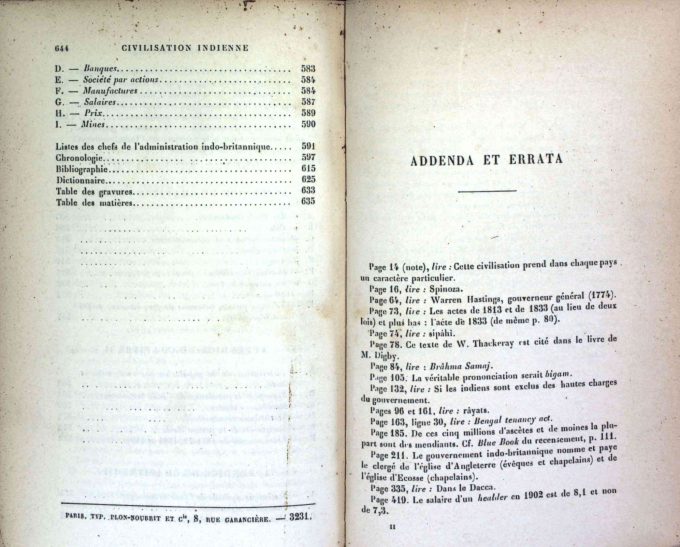 644 CIVILISATION INDIENNE
D. — Banques........ 583
E. — Société par actions........ 584
F. — Manufactures........ 584
G. — Salaires........ 587
H. — Prix........ 589
I. — Mines........ 590
Listes des chefs de l'administration indo-britannique..... 591
Chronologie........ 597
Bibliographie........ 615
Dictionnaire........ 625
Table des gravures........ 633
Table des matières........ 635
PARIS. TYP. PLON-NOURRIT ET Cie, 8, RUE GARANCIÈRE. — 3231.
ADDENDA ET ERRATA
Page 14 (note), lire : Cette civilisation prend dans chaque pays
un caractère particulier.
Page 16, lire : Spinoza.
Page 64, lire : Warren Hastings, gouverneur général (1774).
Page 73, lire : Les actes de 1813 et de 1833 (au lieu de deux
lois) et plus bas : l'acte de 1833 (de même p. 80).
Page 74, lire : sipâhi.
Page 78. Ce texte de W. Thackeray est cité dans le livre de
M. Digby.
Page 84, lire : Brâhma Samaj.
Page 105. La véritable prononciation serait bigam.
Page 132, lire : Si les indiens sont exclus des hautes charges
du gouvernement.
Pages 96 et 161, lire : râyats.
Page 163, ligne 30, lire : Bengal tenancy act.
Page 185. De ces cinq millions d'ascètes et de moines la plu-
part sont des mendiants. Cf. Blue Book du recensement, p. 111.
Page 211. Le gouvernement indo-britannique nomme et paye
le clergé de l'église d'Angleterre (évêques et chapelains) et de
l'église d'Ecosse (chapelains).
Page 335, lire : Dans le Dacca.
Page 419. Le salaire d'un healder en 1902 est de 8,1 et non
de 7,3.
II